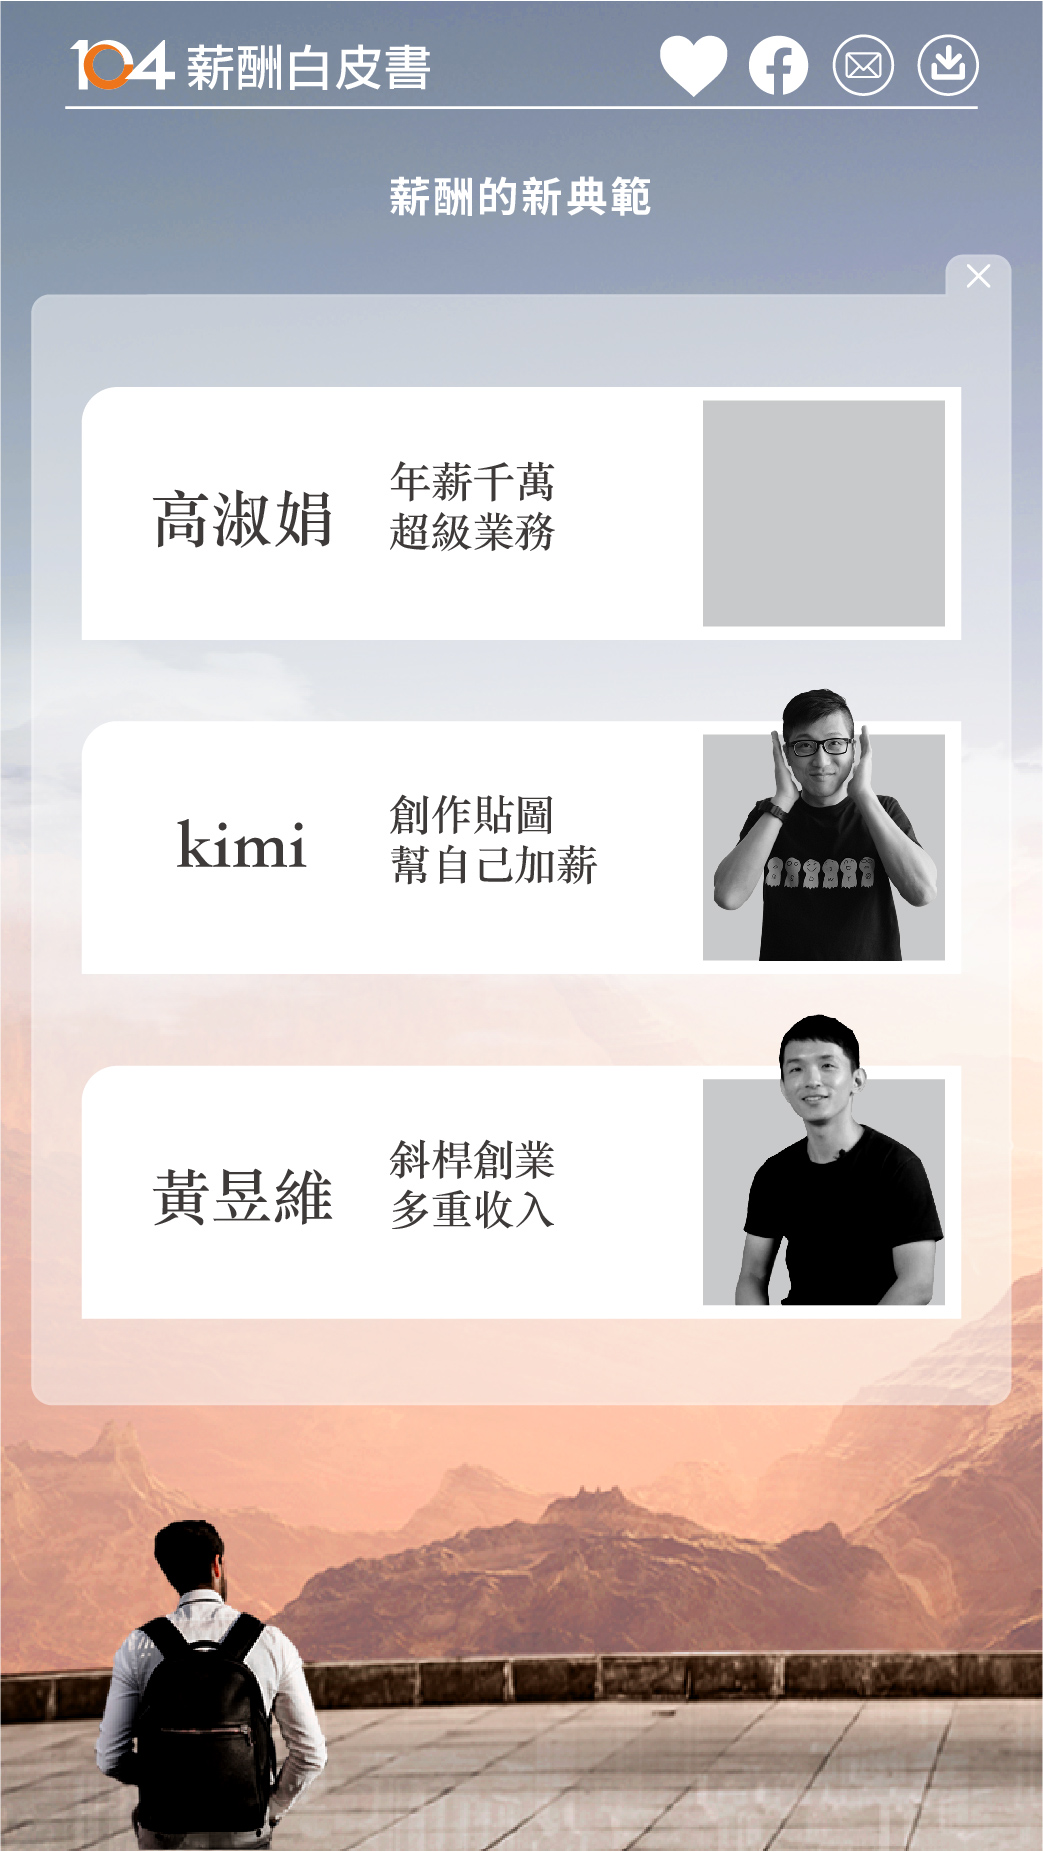 104 薪酬白皮書
薪酬的新典範
高淑娟
年薪千萬
超級業務
kimi
創作貼圖
幫自己加薪
黃昱維
斜桿創業
多重收入